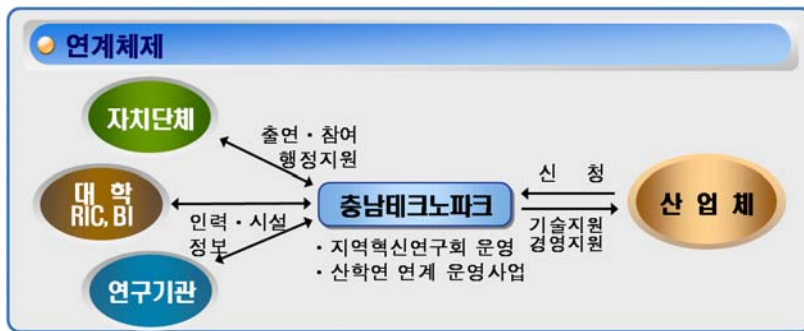 연계체제
자치단체
출연·참여
행정지원
대 학
RIC, BI
인력·시설
정보
연구기관
충남테크노파크
· 지역혁신연구회 운영
· 산학연 연계 운영사업
신 청
기술지원
경영지원
산 업 체